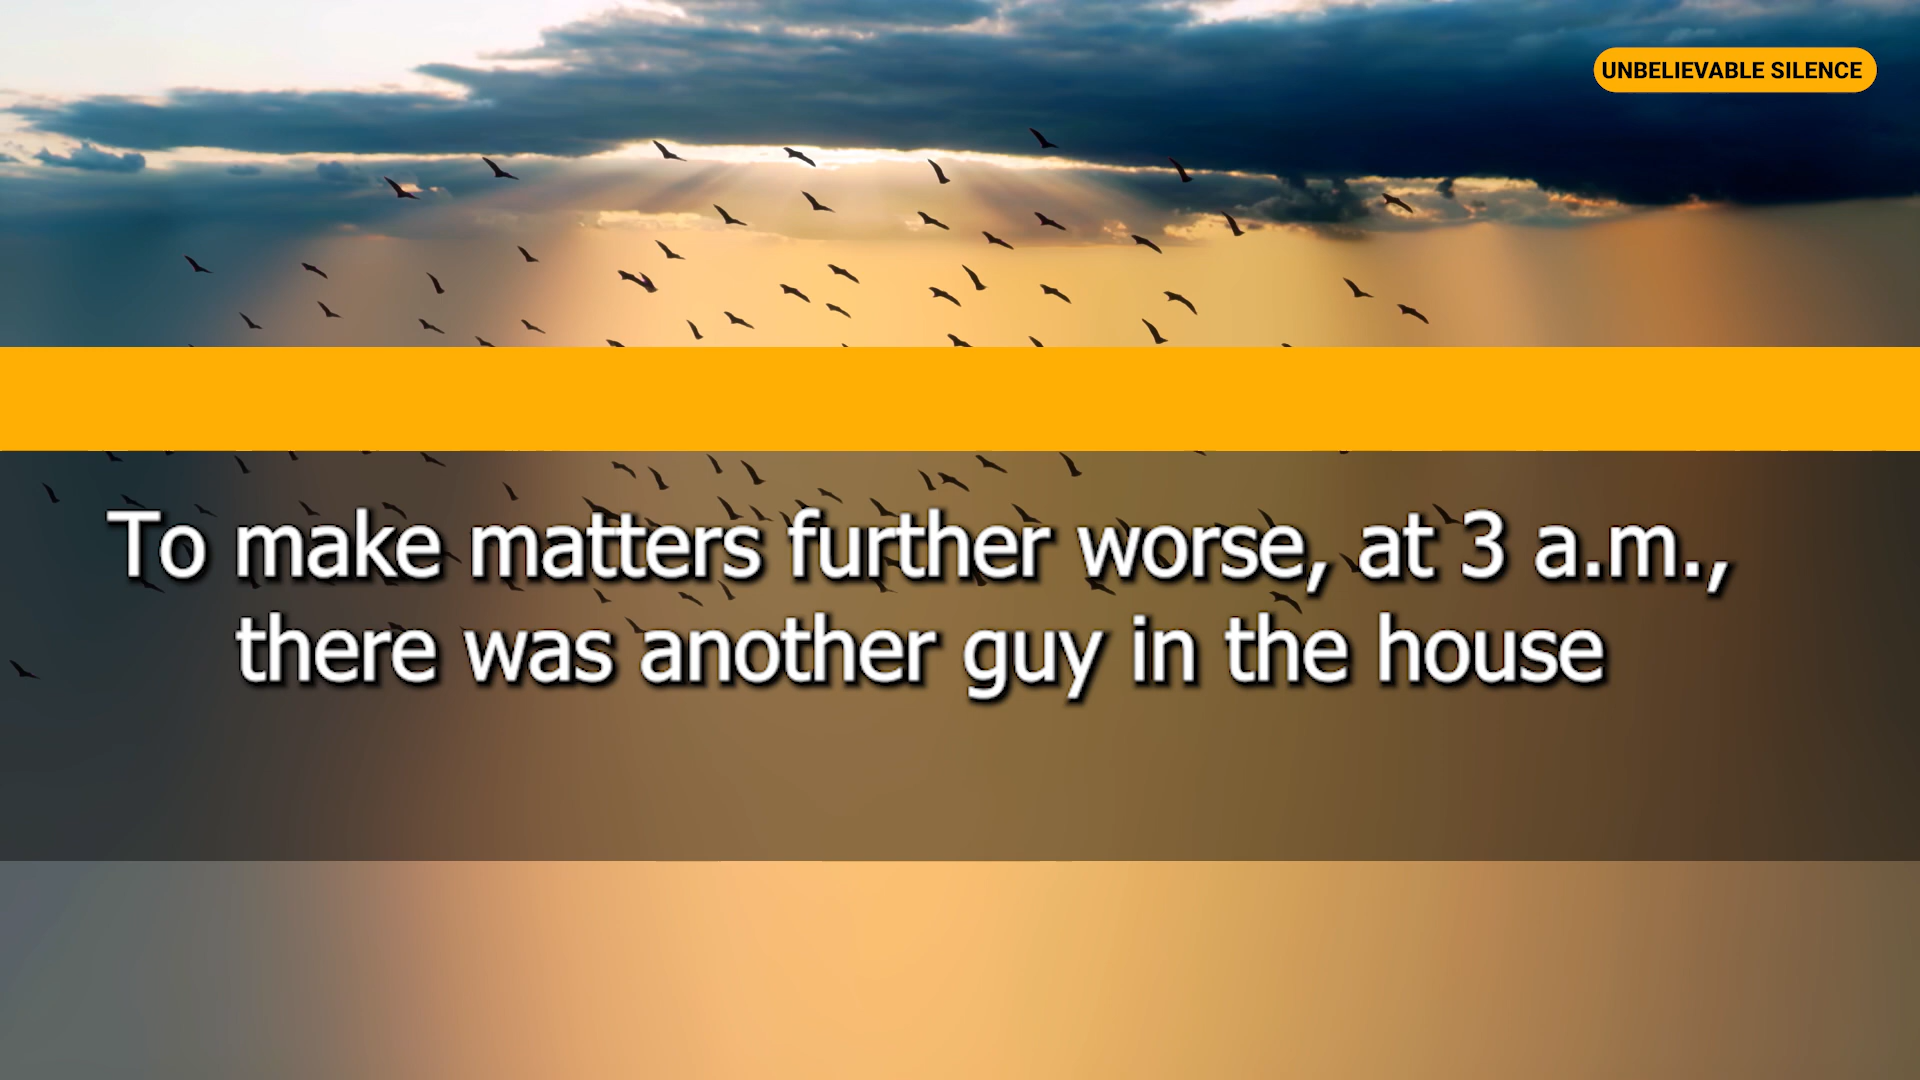 UNBELIEVABLE SILENCE
To make matters further worse, at 3 a.m.,
there was another guy in the house